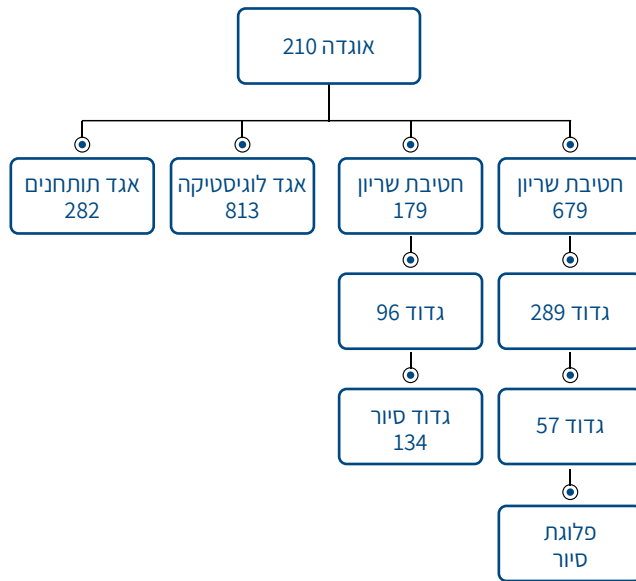 אוגדה 210
חטיבת שריון
679
חטיבת שריון
179
אגד לוגיסטיקה
813
אגד תותחנים
282
גדוד 289
גדוד 96
גדוד 57
גדוד סיור
134
פלוגת
סיור